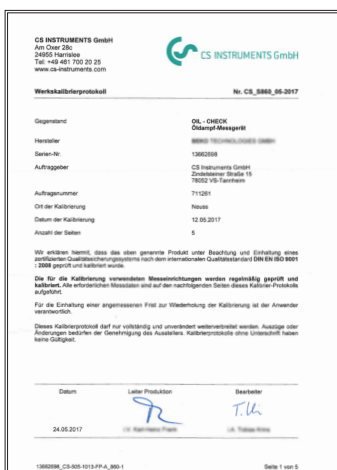 CS INSTRUMENTS GmbH
Am Oxer 28c
24955 Harrislee
Tel: +49 461 700 20 25
www.cs-instruments.com
CS INSTRUMENTS GmbH
Werkskalibrierprotokoll Nr. CS_S860_05-2017
Gegenstand OIL - CHECK
Öldampf-Messgerät
Hersteller
Serien-Nr. 13662698
Auftraggeber CS Instruments GmbH
Zindelsteiner Straße 15
78052 VS-Tannheim
Auftragsnummer 711261
Ort der Kalibrierung Neuss
Datum der Kalibrierung 12.05.2017
Anzahl der Seiten 5
Wir erklären hiermit, dass das oben genannte Produkt unter Beachtung und Einhaltung eines
zertifizierten Qualitätssicherungssystems nach dem internationalen Qualitätsstandard DIN EN ISO 9001
: 2008 geprüft und kalibriert wurde.
Die für die Kalibrierung verwendeten Messeinrichtungen werden regelmäßig geprüft und
kalibriert. Alle erforderlichen Messdaten sind auf den nachfolgenden Seiten dieses Kalibrier-Protokolls
aufgeführt.
Für die Einhaltung einer angemessenen Frist zur Wiederholung der Kalibrierung ist der Anwender
verantwortlich.
Dieses Kalibrierprotokoll darf nur vollständig und unverändert weiterverbreitet werden. Auszüge oder
Änderungen bedürfen der Genehmigung des Ausstellers. Kalibrierprotokolle ohne Unterschrift haben
keine Gültigkeit.
Datum Leiter Produktion Bearbeiter
24.05.2017
13662698_CS-505-1013-FP-A_860-1 Seite 1 von 5